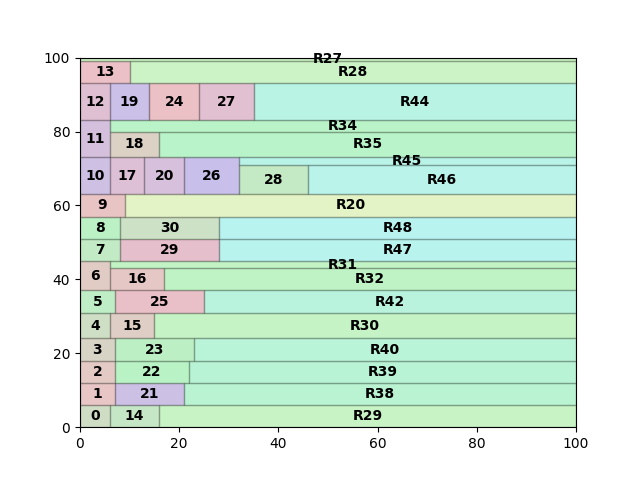 R27
100
13 R28
12 19 24 27 R44
R34
80
11 18 R35
R45
10 17 20 26 28 R46
60
9 R20
8 30 R48
7 29 R47
R31
40
6 16 R32
5 25 R42
4 15 R30
3 23 R40
20
2 22 R39
1 21 R38
0 14 R29
0
0 20 40 60 80 100